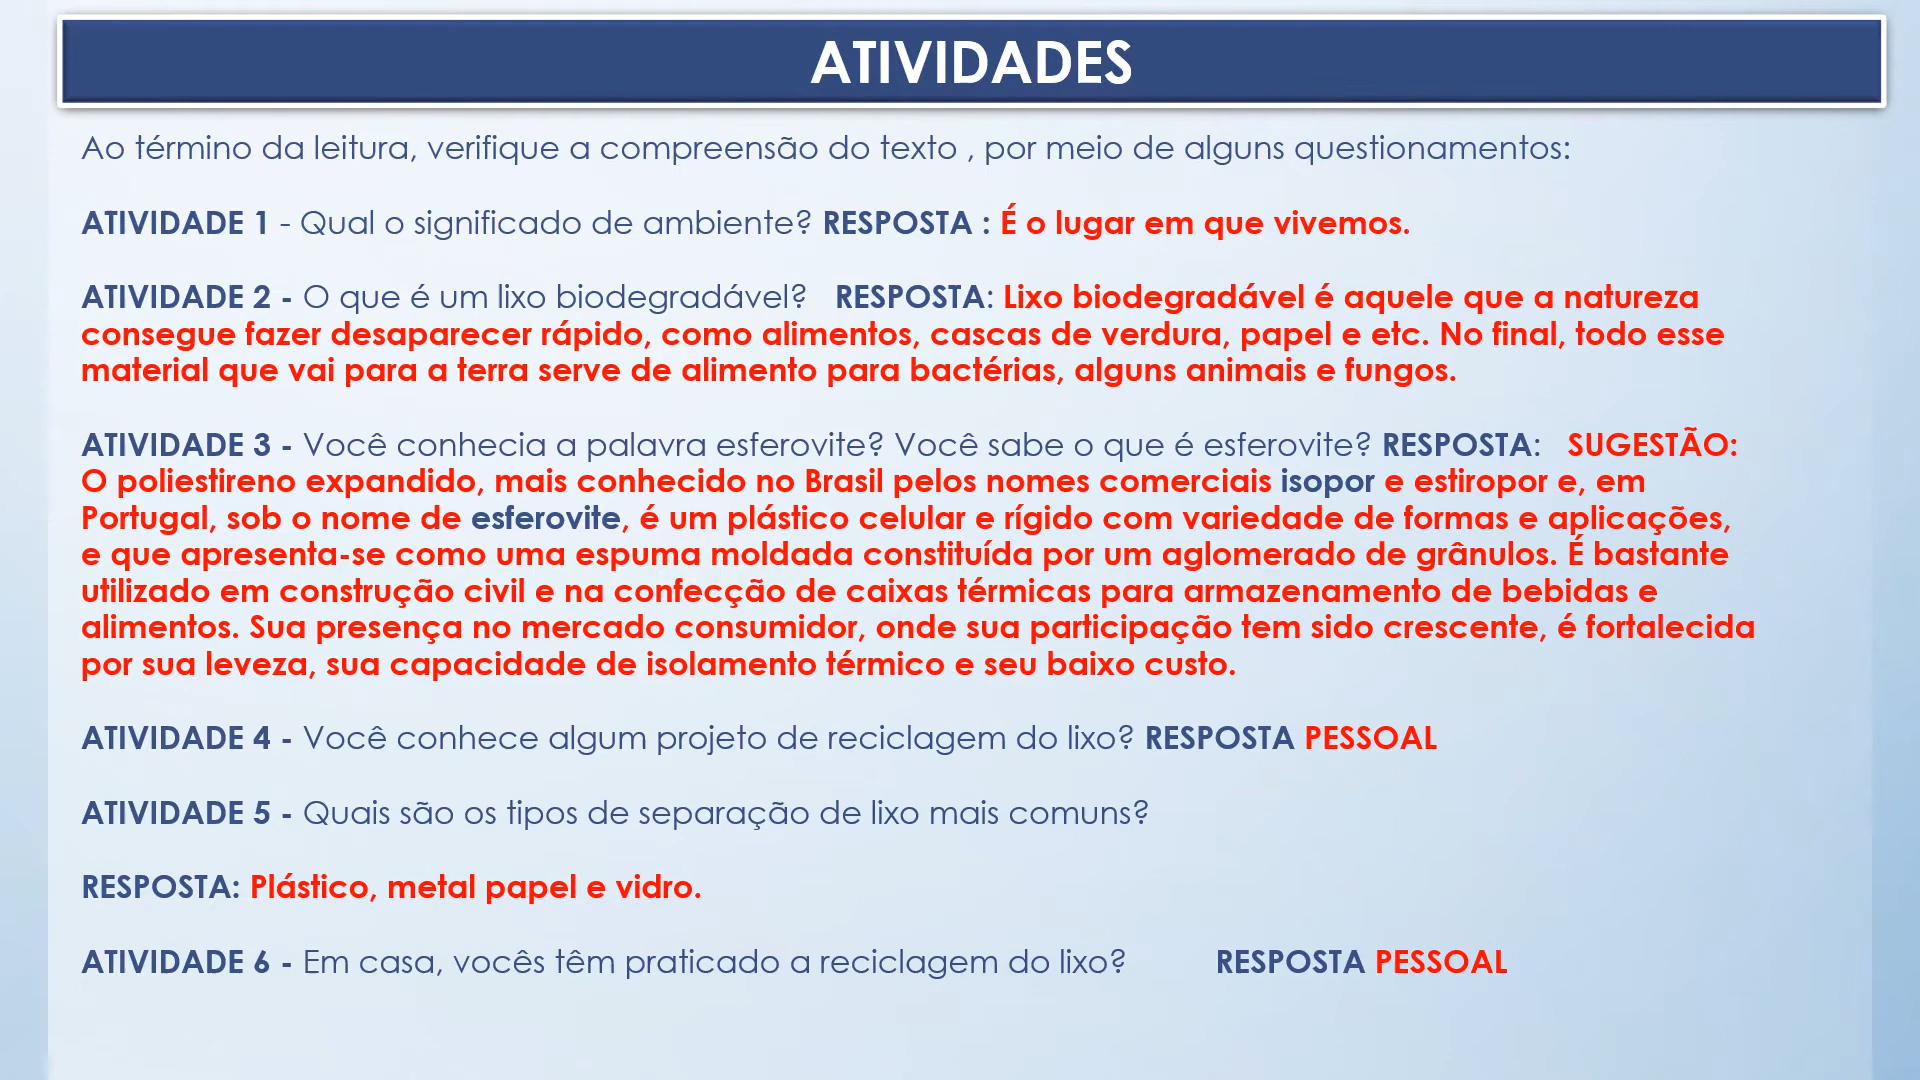 ATIVIDADES
Ao término da leitura, verifique a compreensão do texto , por meio de alguns questionamentos:
ATIVIDADE 1 - Qual o significado de ambiente? RESPOSTA : É o lugar em que vivemos.
ATIVIDADE 2 - O que é um lixo biodegradável? RESPOSTA: Lixo biodegradável é aquele que a natureza
consegue fazer desaparecer rápido, como alimentos, cascas de verdura, papel e etc. No final, todo esse
material que vai para a terra serve de alimento para bactérias, alguns animais e fungos.
ATIVIDADE 3 - Você conhecia a palavra esferovite? Você sabe o que é esferovite? RESPOSTA: SUGESTÃO:
O poliestireno expandido, mais conhecido no Brasil pelos nomes comerciais isopor e estiropor e, em
Portugal, sob o nome de esferovite, é um plástico celular e rígido com variedade de formas e aplicações,
e que apresenta-se como uma espuma moldada constituída por um aglomerado de grânulos. É bastante
utilizado em construção civil e na confecção de caixas térmicas para armazenamento de bebidas e
alimentos. Sua presença no mercado consumidor, onde sua participação tem sido crescente, é fortalecida
por sua leveza, sua capacidade de isolamento térmico e seu baixo custo.
ATIVIDADE 4 - Você conhece algum projeto de reciclagem do lixo? RESPOSTA PESSOAL
ATIVIDADE 5 - Quais são os tipos de separação de lixo mais comuns?
RESPOSTA: Plástico, metal papel e vidro.
ATIVIDADE 6 - Em casa, vocês têm praticado a reciclagem do lixo? RESPOSTA PESSOAL